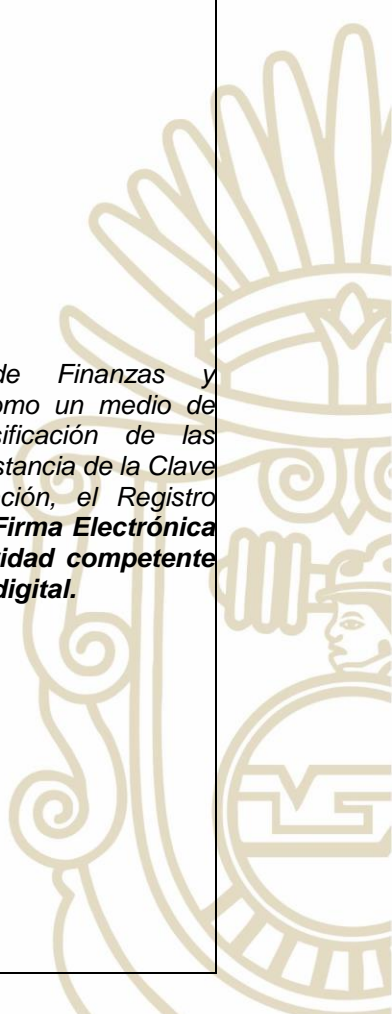 de Finanzas y
omo un medio de
sificación de las
stancia de la Clave
ción, el Registro
Firma Electrónica
idad competente
digital.